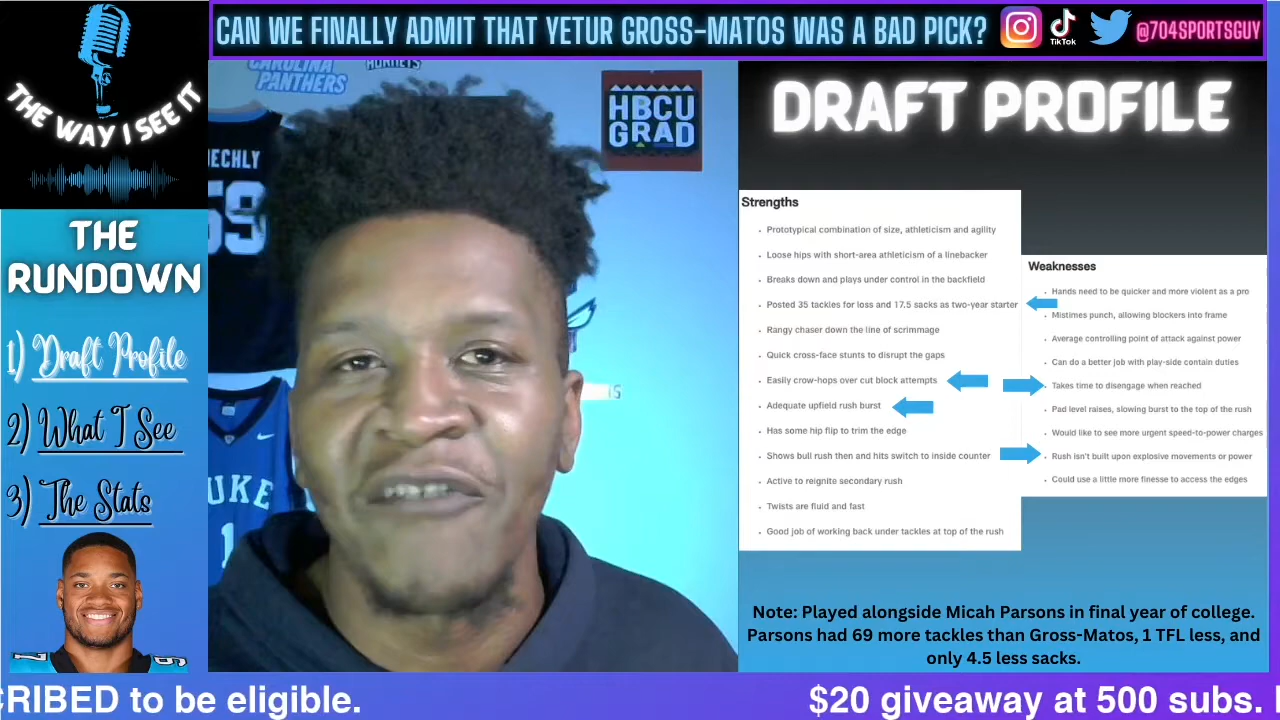 CAN WE FINALLY ADMIT THAT YETUR GROSS-MATOS WAS A BAD PICK?
TikTok
@704SPORTSGUY
THE WAY I SEE IT
THE
RUNDOWN
1) Draft Profile
2) What I See
3) The Stats
CAROLINA
PANTHERS
HORNETS
HBCU
GRAD
ECHLY
59
UKE
1
DRAFT PROFILE
Strengths
• Prototypical combination of size, athleticism and agility
• Loose hips with short-area athleticism of a linebacker
• Breaks down and plays under control in the backfield
• Posted 35 tackles for loss and 17.5 sacks as two-year starter
• Rangy chaser down the line of scrimmage
• Quick cross-face stunts to disrupt the gaps
• Easily crow-hops over cut block attempts
• Adequate upfield rush burst
• Has some hip flip to trim the edge
• Shows bull rush then and hits switch to inside counter
• Active to reignite secondary rush
• Twists are fluid and fast
• Good job of working back under tackles at top of the rush
Weaknesses
• Hands need to be quicker and more violent as a pro
• Mistimes punch, allowing blockers into frame
• Average controlling point of attack against power
• Can do a better job with play-side contain duties
• Takes time to disengage when reached
• Pad level raises, slowing burst to the top of the rush
• Would like to see more urgent speed-to-power charges
• Rush isn't built upon explosive movements or power
• Could use a little more finesse to access the edges
Note: Played alongside Micah Parsons in final year of college.
Parsons had 69 more tackles than Gross-Matos, 1 TFL less, and
only 4.5 less sacks.
CRIBED to be eligible. $20 giveaway at 500 subs.